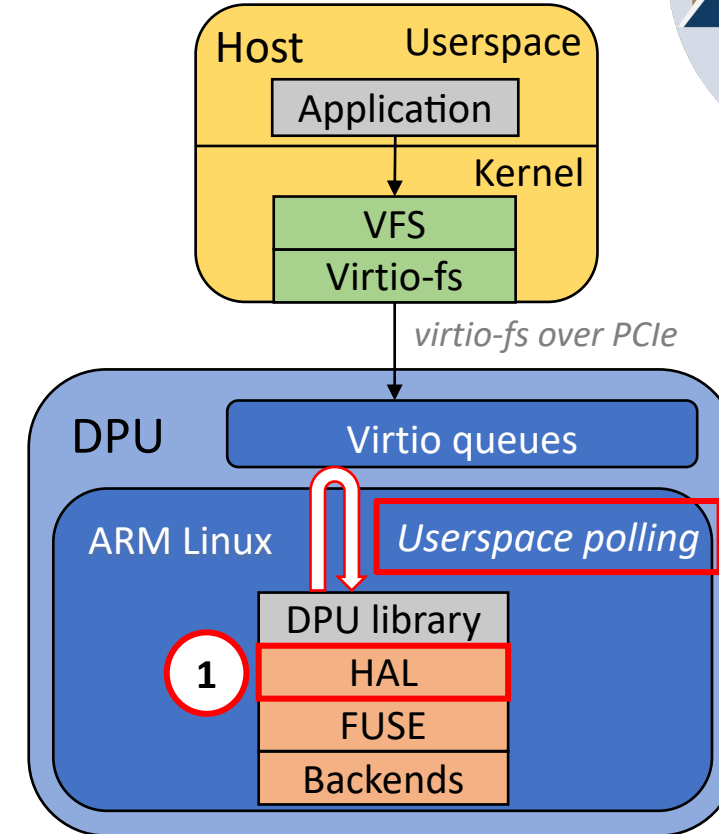 Host
Userspace
Application
Kernel
VFS
Virtio-fs
virtio-fs over PCIe
DPU
Virtio queues
ARM Linux
Userspace polling
DPU library
1
HAL
FUSE
Backends